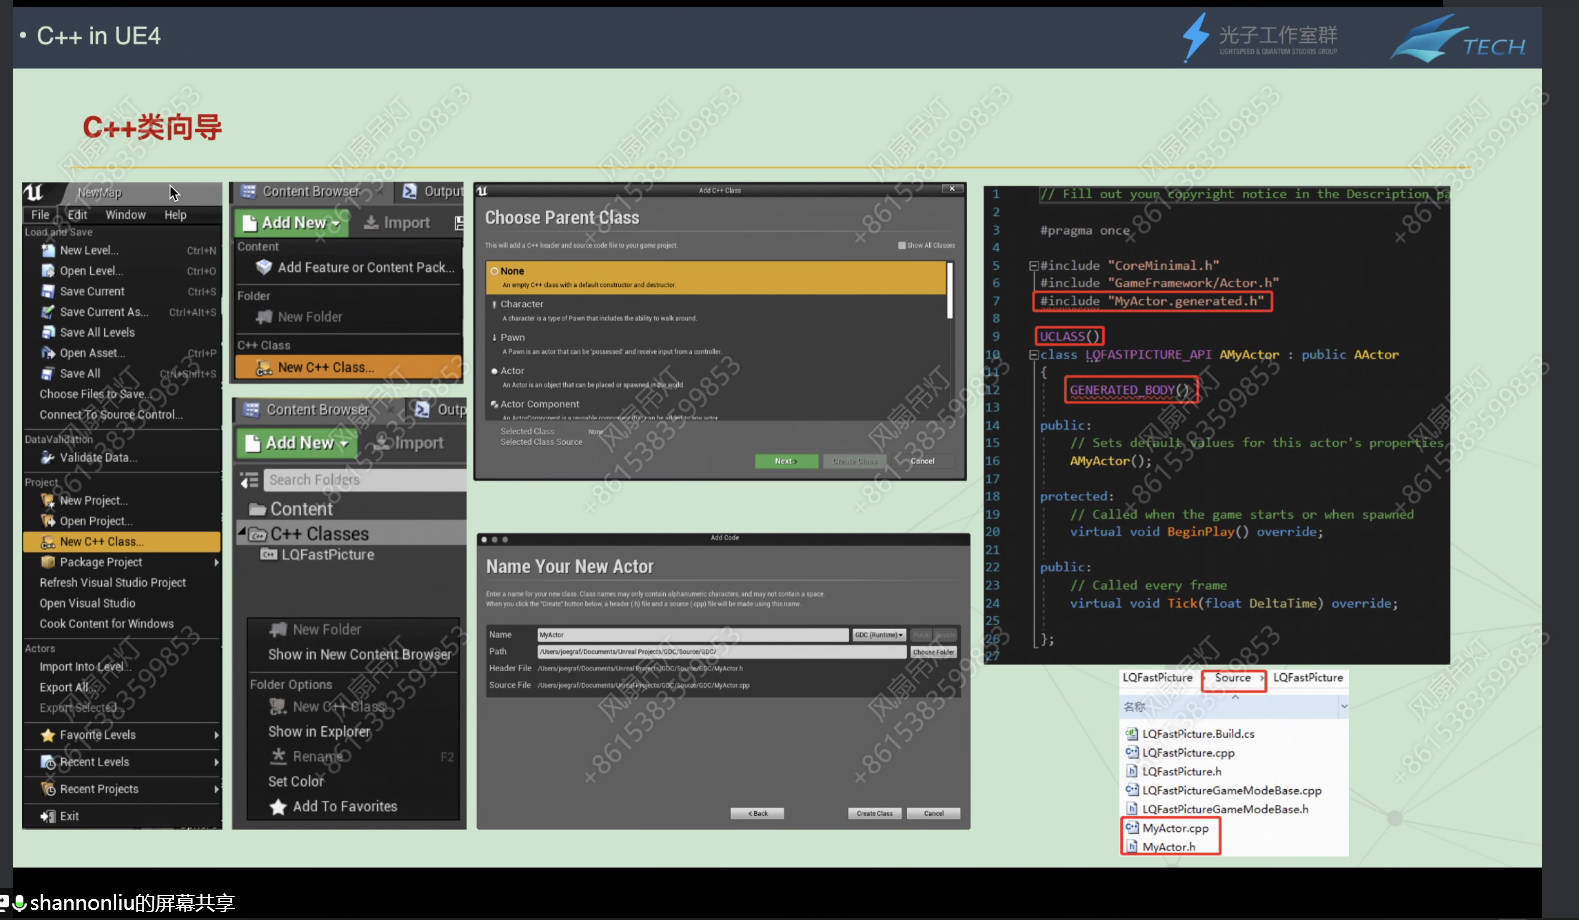 • C++ in UE4
光子工作室群
LIGHTSPEED & QUANTUM STUDIOS GROUP
TECH
C++类向导
NewMap
File Edit Window Help
Load and Save
New Level... Ctrl+N
Open Level... Ctrl+O
Save Current Ctrl+S
Save Current As... Ctrl+Alt+S
Save All Levels
Open Asset... Ctrl+P
Save All Ctrl+Shift+S
Choose Files to Save...
Connect To Source Control...
DataValidation
Validate Data...
Project
New Project...
Open Project...
New C++ Class...
Package Project
Refresh Visual Studio Project
Open Visual Studio
Cook Content for Windows
Actors
Import Into Level...
Export All...
Export Selected...
Favorite Levels
Recent Levels
Recent Projects
Exit
Content Browser Output
Add New Import
Content
Add Feature or Content Pack...
Folder
New Folder
C++ Class
New C++ Class...
Content Browser Outp
Add New Import
Search Folders
Content
C++ Classes
LQFastPicture
New Folder
Show in New Content Browser
Folder Options
New C++ Class...
Show in Explorer
Rename F2
Set Color
Add To Favorites
Add C++ Class
Choose Parent Class
This will add a C++ header and source code file to your game project.
Show All Classes
None
An empty C++ class with a default constructor and destructor.
Character
A character is a type of Pawn that includes the ability to walk around.
Pawn
A Pawn is an actor that can be 'possessed' and receive input from a controller.
Actor
An Actor is an object that can be placed or spawned in the world.
Actor Component
An ActorComponent is a reusable component that can be added to any actor.
Selected Class None
Selected Class Source
Next Create Class Cancel
Add Code
Name Your New Actor
Enter a name for your new class. Class names may only contain alphanumeric characters, and may not contain a space.
When you click the "Create" button below, a header (.h) file and a source (.cpp) file will be made using this name.
Name MyActor GDC (Runtime)
Path /Users/joegraf/Documents/Unreal Projects/GDC/Source/GDC/ Choose Folder
Header File /Users/joegraf/Documents/Unreal Projects/GDC/Source/GDC/MyActor.h
Source File /Users/joegraf/Documents/Unreal Projects/GDC/Source/GDC/MyActor.cpp
< Back Create Class Cancel
1 // Fill out your copyright notice in the Description pa
2
3 #pragma once
4
5 #include "CoreMinimal.h"
6 #include "GameFramework/Actor.h"
7 #include "MyActor.generated.h"
8
9 UCLASS()
10 class LQFASTPICTURE_API AMyActor : public AActor
11 {
12 GENERATED_BODY()
13
14 public:
15 // Sets default values for this actor's properties
16 AMyActor();
17
18 protected:
19 // Called when the game starts or when spawned
20 virtual void BeginPlay() override;
21
22 public:
23 // Called every frame
24 virtual void Tick(float DeltaTime) override;
25
26 };
27
LQFastPicture Source LQFastPicture
名称
LQFastPicture.Build.cs
LQFastPicture.cpp
LQFastPicture.h
LQFastPictureGameModeBase.cpp
LQFastPictureGameModeBase.h
MyActor.cpp
MyActor.h
风扇吊灯
+8615383599853
shannonliu的屏幕共享